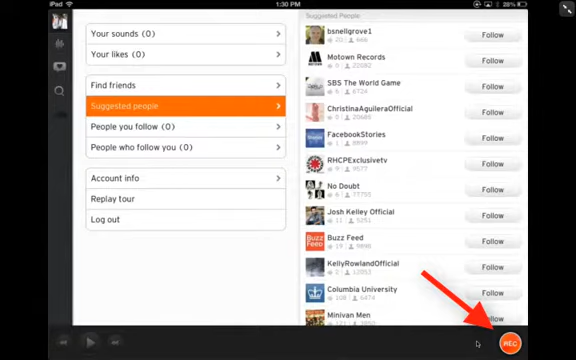 iPad
1:30 PM
28%
Your sounds (0)
Your likes (0)
Find friends
Suggested people
People you follow (0)
People who follow you (0)
Account info
Replay tour
Log out
Suggested People
bsnellgrove1
Follow
Motown Records
Follow
SBS The World Game
Follow
ChristinaAguileraOfficial
Follow
FacebookStories
Follow
RHCPExclusivetv
Follow
No Doubt
Follow
Josh Kelley Official
Follow
BUZZ FEED
Buzz Feed
Follow
KellyRowlandOfficial
Follow
Columbia University
Follow
Minivan Men
REC